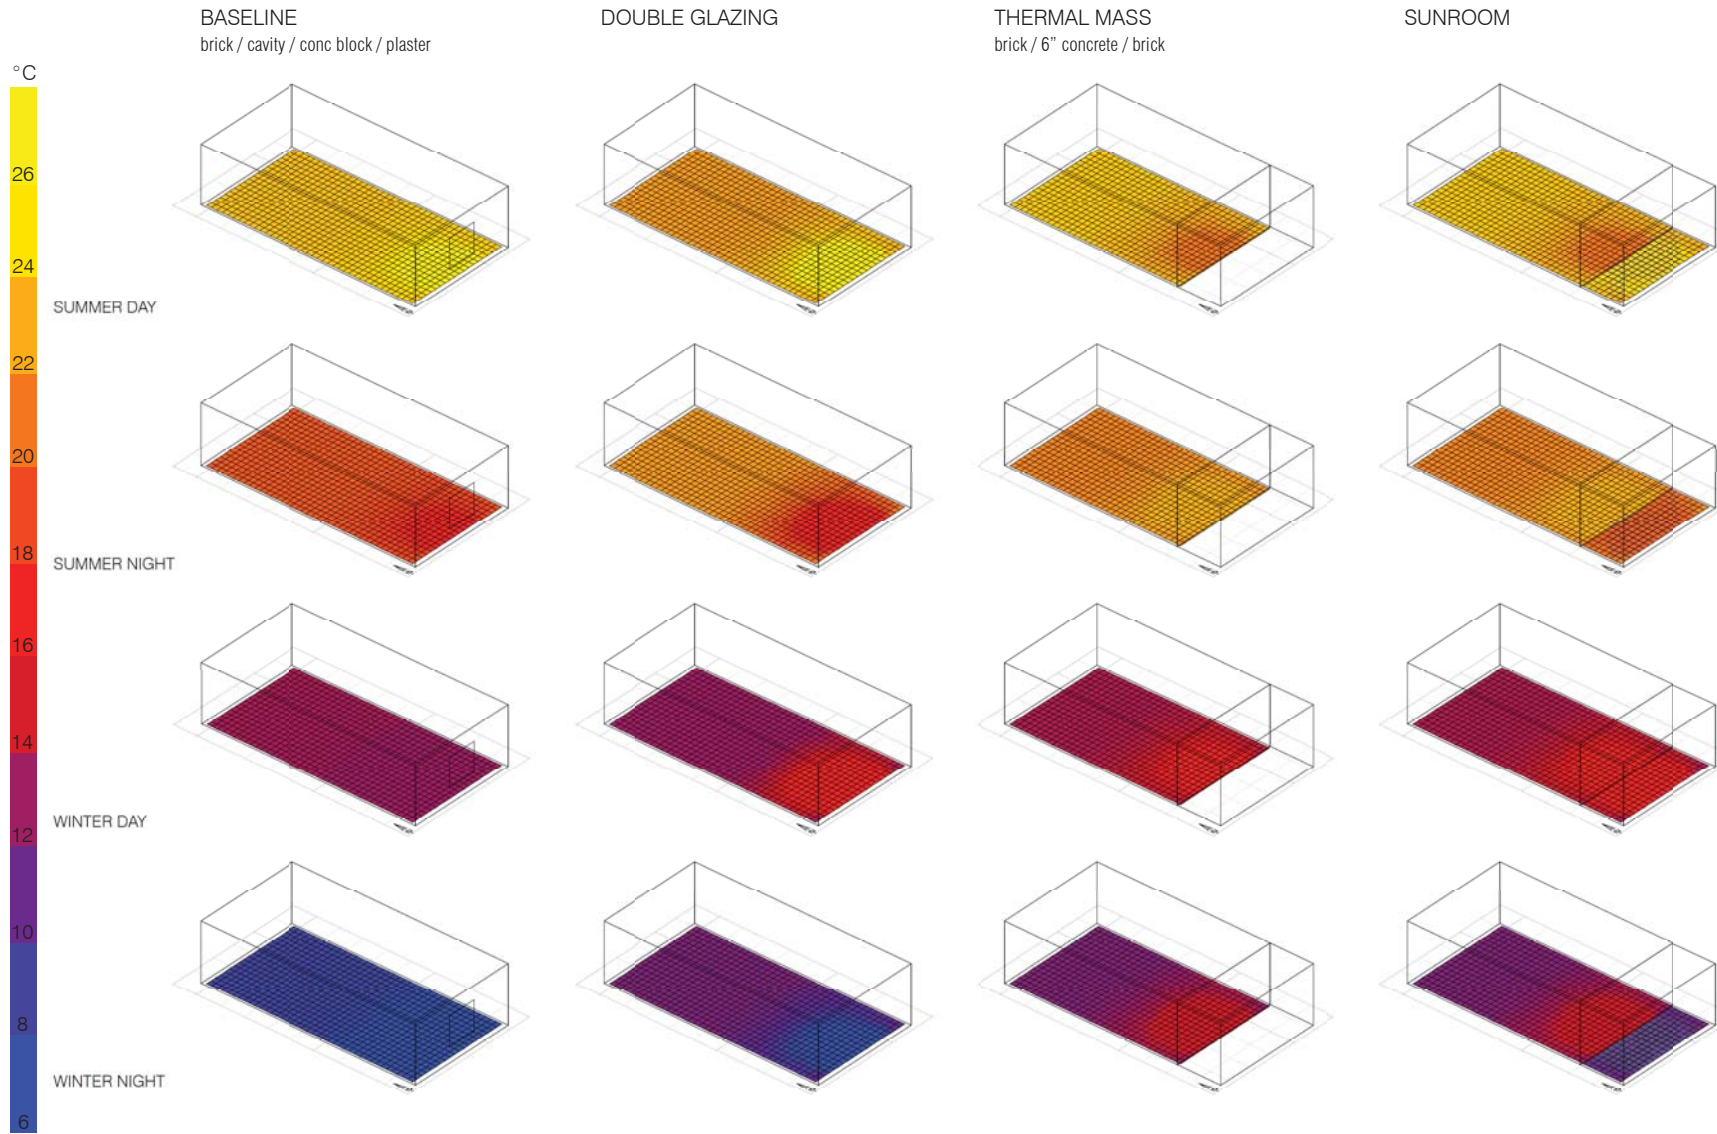 BASELINE
brick / cavity / conc block / plaster
DOUBLE GLAZING
THERMAL MASS
brick / 6” concrete / brick
SUNROOM
°C
26
24
22
20
18
16
14
12
10
8
6
SUMMER DAY
SUMMER NIGHT
WINTER DAY
WINTER NIGHT